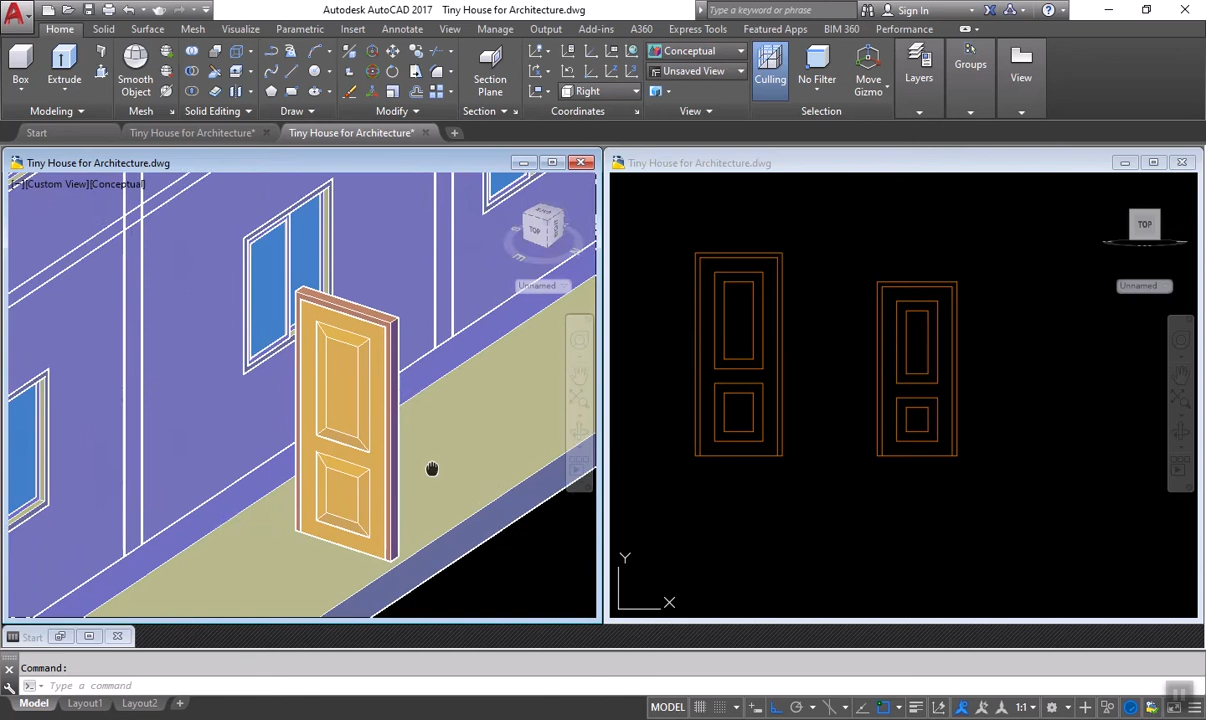 Autodesk AutoCAD 2017 Tiny House for Architecture.dwg
Type a keyword or phrase
Sign In
Home Solid Surface Mesh Visualize Parametric Insert Annotate View Manage Output Add-ins A360 Express Tools Featured Apps BIM 360 Performance
Box
Extrude
Smooth Object
Section Plane
Conceptual
Unsaved View
Right
Culling
No Filter
Move Gizmo
Layers
Groups
View
Modeling Mesh Solid Editing Draw Modify Section Coordinates View Selection
Start Tiny House for Architecture* Tiny House for Architecture*
Tiny House for Architecture.dwg
Tiny House for Architecture.dwg
[−][Custom View][Conceptual]
TOP
Unnamed
TOP
Unnamed
Y
X
Start
Command:
Type a command
Model Layout1 Layout2
MODEL
1:1